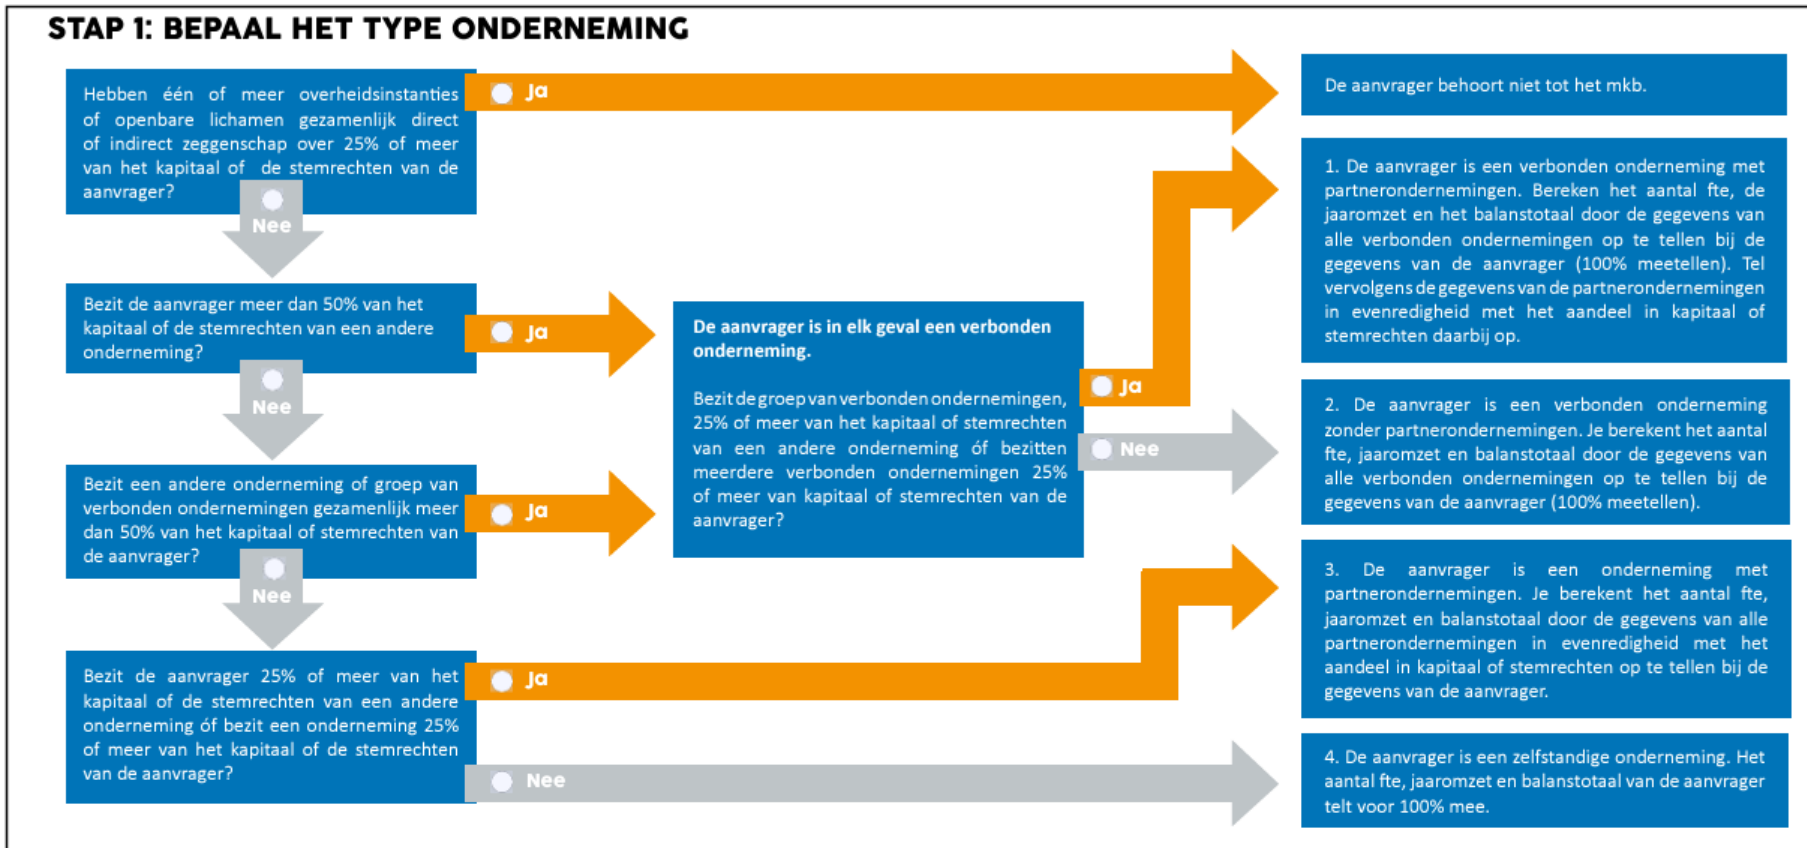 STAP 1: BEPAAL HET TYPE ONDERNEMING
Hebben één of meer overheidsinstanties
of openbare lichamen gezamenlijk direct
of indirect zeggenschap over 25% of meer
van het kapitaal of de stemrechten van de
aanvrager?
Ja
Nee
De aanvrager behoort niet tot het mkb.
Bezit de aanvrager meer dan 50% van het
kapitaal of de stemrechten van een andere
onderneming?
Ja
Nee
Bezit een andere onderneming of groep van
verbonden ondernemingen gezamenlijk meer
dan 50% van het kapitaal of stemrechten van
de aanvrager?
Ja
Nee
De aanvrager is in elk geval een verbonden
onderneming.
Bezit de groep van verbonden ondernemingen,
25% of meer van het kapitaal of stemrechten
van een andere onderneming óf bezitten
meerdere verbonden ondernemingen 25%
of meer van kapitaal of stemrechten van de
aanvrager?
Ja
Nee
1. De aanvrager is een verbonden onderneming met
partnerondernemingen. Bereken het aantal fte, de
jaaromzet en het balanstotaal door de gegevens van
alle verbonden ondernemingen op te tellen bij de
gegevens van de aanvrager (100% meetellen). Tel
vervolgens de gegevens van de partnerondernemingen
in evenredigheid met het aandeel in kapitaal of
stemrechten daarbij op.
2. De aanvrager is een verbonden onderneming
zonder partnerondernemingen. Je berekent het aantal
fte, jaaromzet en balanstotaal door de gegevens van
alle verbonden ondernemingen op te tellen bij de
gegevens van de aanvrager (100% meetellen).
Bezit de aanvrager 25% of meer van het
kapitaal of de stemrechten van een andere
onderneming óf bezit een onderneming 25%
of meer van het kapitaal of de stemrechten
van de aanvrager?
Ja
Nee
3. De aanvrager is een onderneming met
partnerondernemingen. Je berekent het aantal fte,
jaaromzet en balanstotaal door de gegevens van alle
partnerondernemingen in evenredigheid met het
aandeel in kapitaal of stemrechten op te tellen bij de
gegevens van de aanvrager.
4. De aanvrager is een zelfstandige onderneming. Het
aantal fte, jaaromzet en balanstotaal van de aanvrager
telt voor 100% mee.